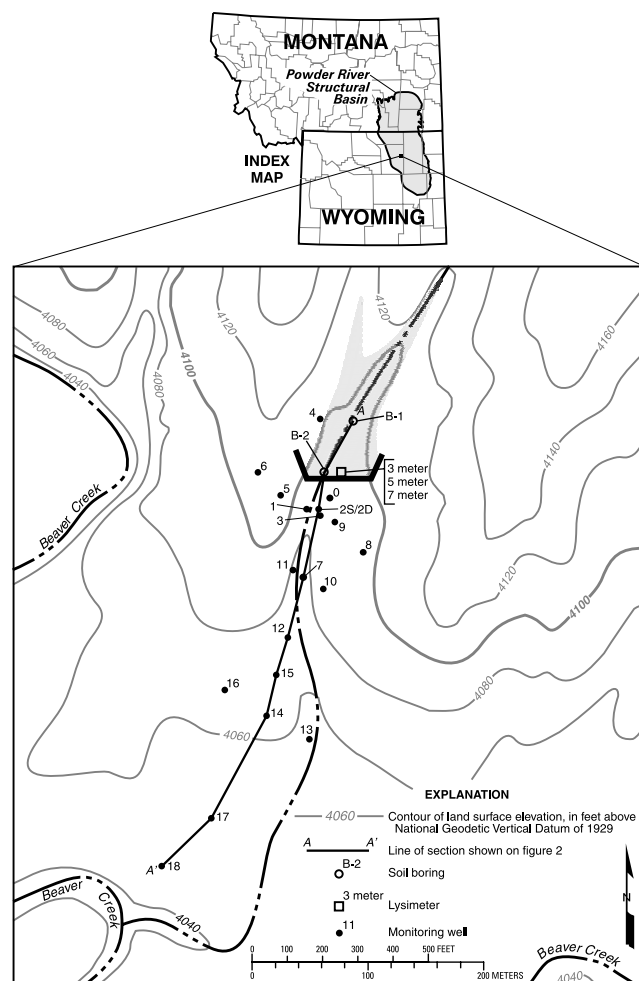 MONTANA
Powder River
Structural
Basin
INDEX
MAP
WYOMING
4080
4060
4040
4120
4100
4080
4120
4160
4140
4120
4100
4080
4060
4040
A
B-1
4
B-2
3 meter
5 meter
7 meter
6
5
0
1
2S/2D
3
9
8
11
7
10
12
15
16
14
13
17
A'
18
Beaver Creek
Beaver
Creek
EXPLANATION
4060
Contour of land surface elevation, in feet above
National Geodetic Vertical Datum of 1929
A A'
Line of section shown on figure 2
B-2
Soil boring
3 meter
Lysimeter
11
Monitoring well
N
0 100 200 300 400 500 FEET
0 100 200 METERS
Beaver Creek
4040